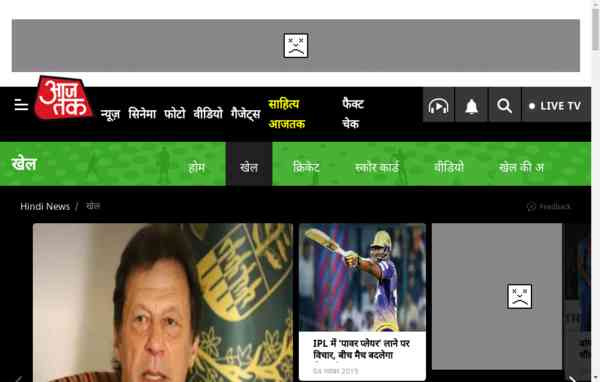 आज
तक
न्यूज़ सिनेमा फोटो वीडियो गैजेट्स
साहित्य
आजतक
फैक्ट
चेक
LIVE TV
खेल
होम खेल क्रिकेट स्कोर कार्ड वीडियो खेल की अ
Hindi News / खेल
Feedback
IPL में 'पावर प्लेयर' लाने पर
विचार, बीच मैच बदलेगा
04 नवंबर 2019